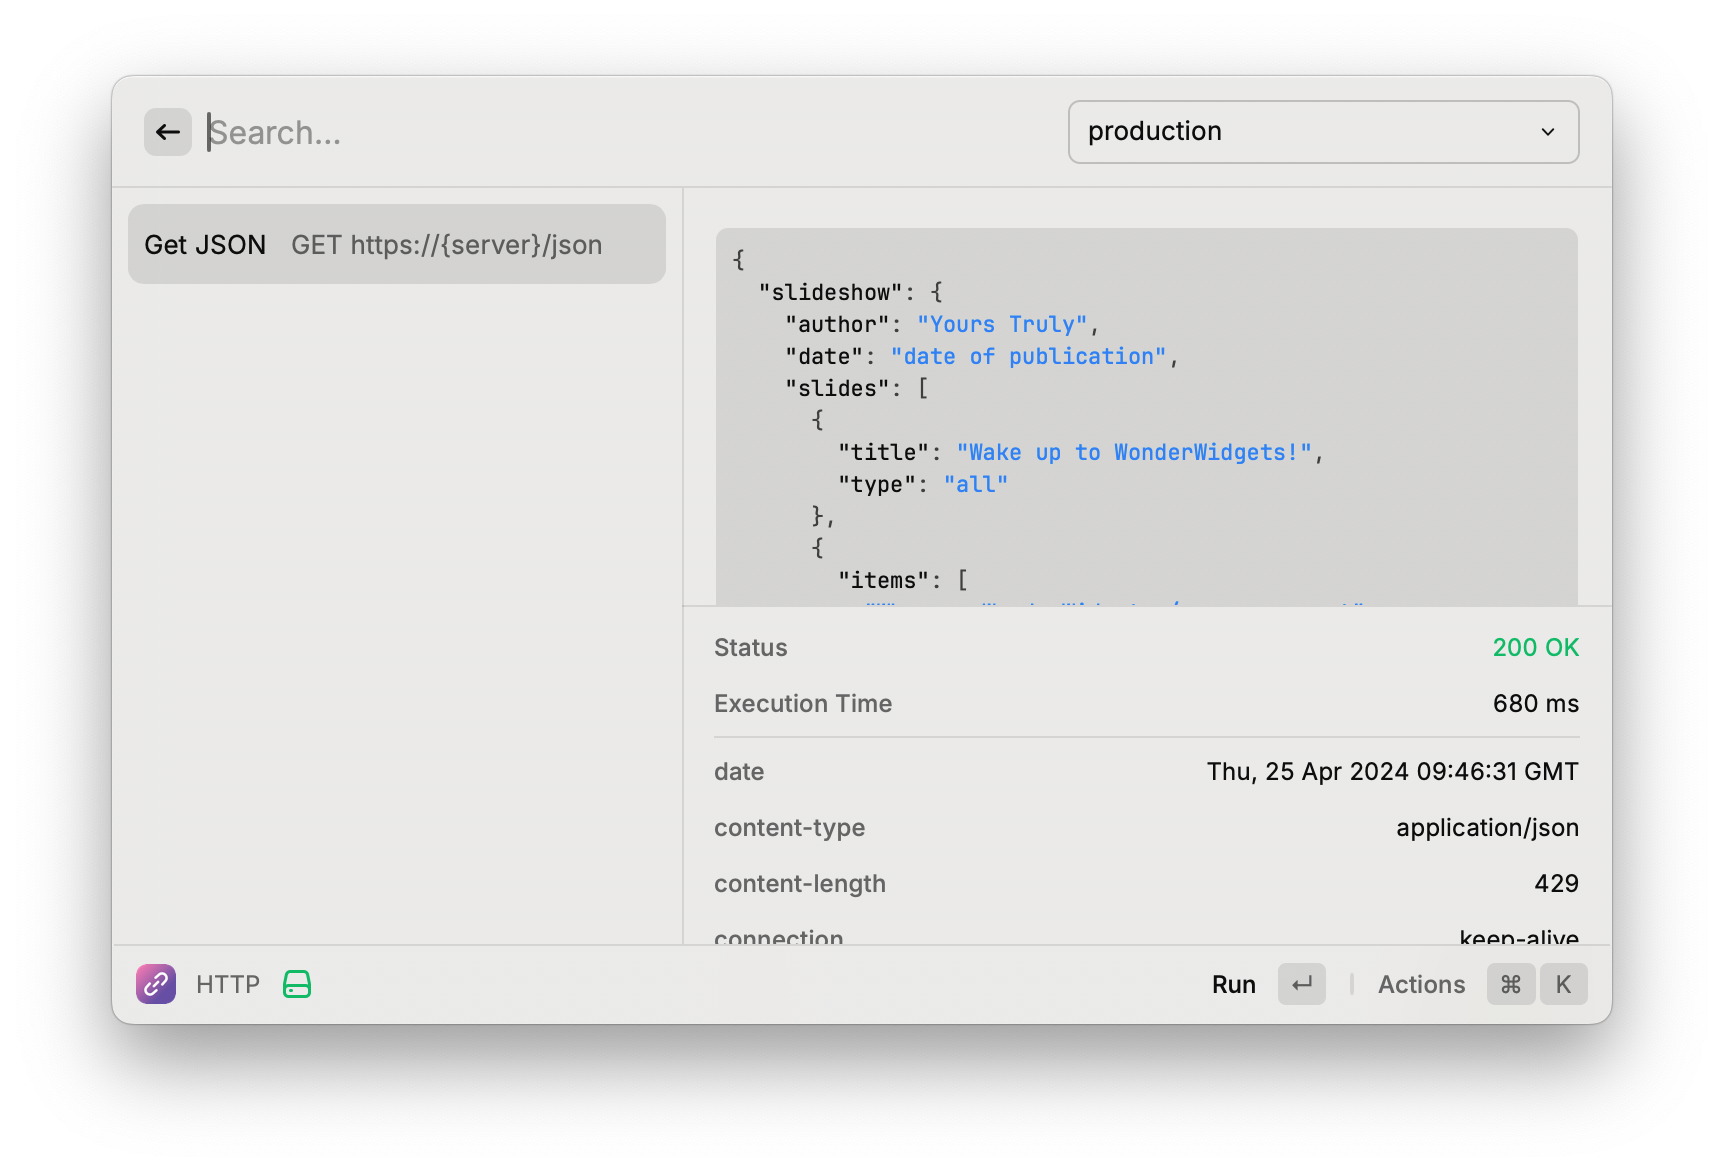 Search...
production
Get JSON GET https://{server}/json
{
"slideshow": {
"author": "Yours Truly",
"date": "date of publication",
"slides": [
{
"title": "Wake up to WonderWidgets!",
"type": "all"
},
{
"items": [
Status 200 OK
Execution Time 680 ms
date Thu, 25 Apr 2024 09:46:31 GMT
content-type application/json
content-length 429
connection keep-alive
HTTP
Run ↵ | Actions ⌘ K